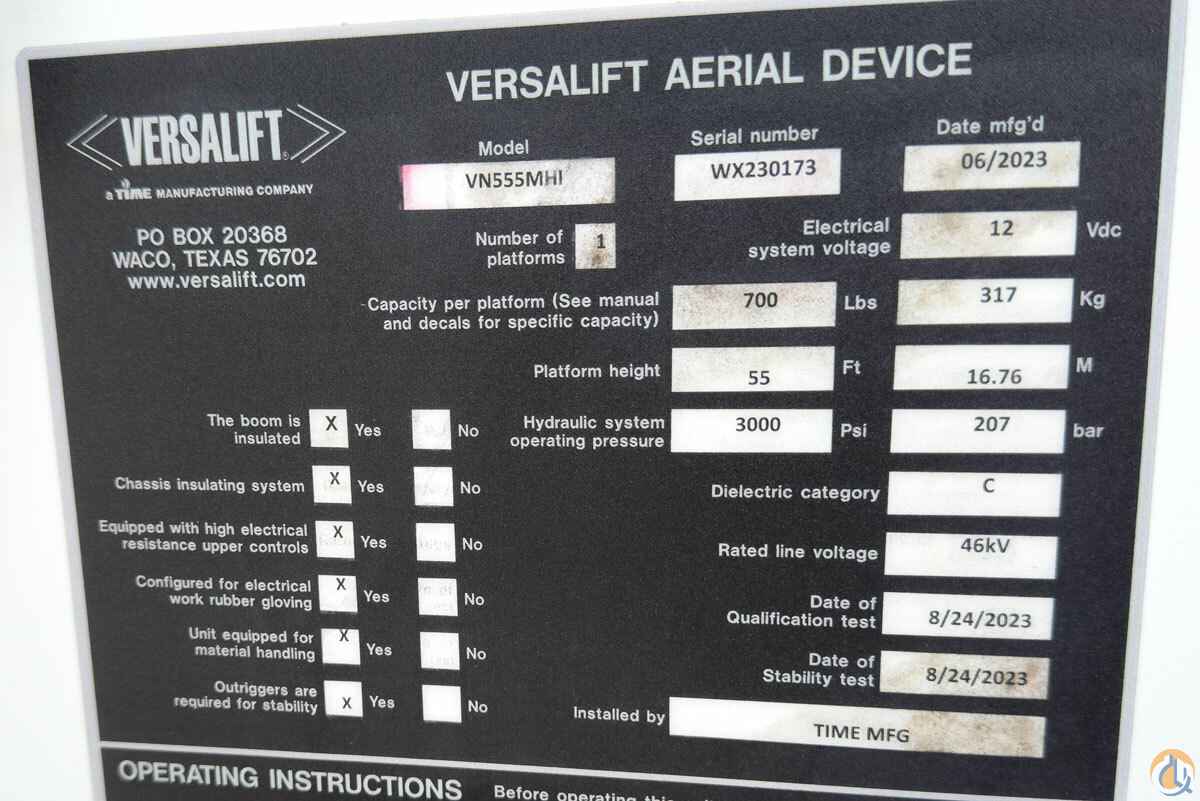 VERSALIFT AERIAL DEVICE
VERSALIFT®
a TIME MANUFACTURING COMPANY
PO BOX 20368
WACO, TEXAS 76702
www.versalift.com
Model
VN555MHI
Serial number
WX230173
Date mfg'd
06/2023
Number of
platforms
1
Electrical
system voltage
12 Vdc
Capacity per platform (See manual
and decals for specific capacity)
700 Lbs 317 Kg
Platform height 55 Ft 16.76 M
Hydraulic system
operating pressure
3000 Psi 207 bar
Dielectric category C
Rated line voltage 46kV
Date of
Qualification test
8/24/2023
Date of
Stability test
8/24/2023
Installed by TIME MFG
The boom is
insulated
X Yes No
Chassis insulating system X Yes No
Equipped with high electrical
resistance upper controls
X Yes No
Configured for electrical
work rubber gloving
X Yes No
Unit equipped for
material handling
X Yes No
Outriggers are
required for stability
X Yes No
OPERATING INSTRUCTIONS
Before operating this